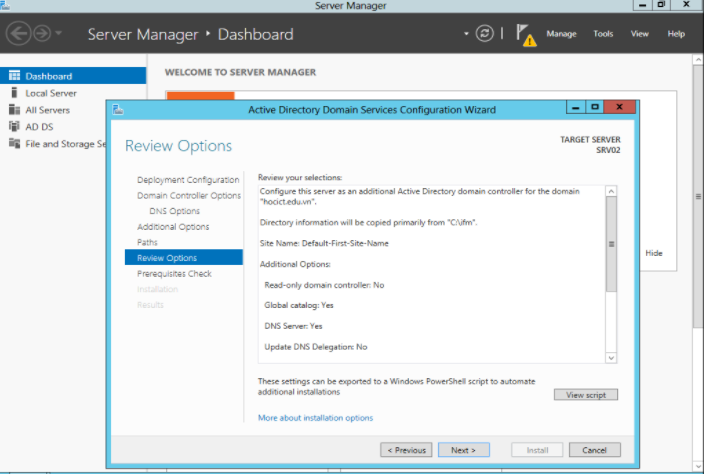 Server Manager
Server Manager • Dashboard
Manage Tools View Help
Dashboard
Local Server
All Servers
AD DS
File and Storage Se
WELCOME TO SERVER MANAGER
Hide
Active Directory Domain Services Configuration Wizard
Review Options
TARGET SERVER
SRV02
Deployment Configuration
Domain Controller Options
DNS Options
Additional Options
Paths
Review Options
Prerequisites Check
Installation
Results
Review your selections:
Configure this server as an additional Active Directory domain controller for the domain
"hocict.edu.vn".
Directory information will be copied primarily from "C:\ifm".
Site Name: Default-First-Site-Name
Additional Options:
Read-only domain controller: No
Global catalog: Yes
DNS Server: Yes
Update DNS Delegation: No
These settings can be exported to a Windows PowerShell script to automate
additional installations
View script
More about installation options
< Previous Next > Install Cancel